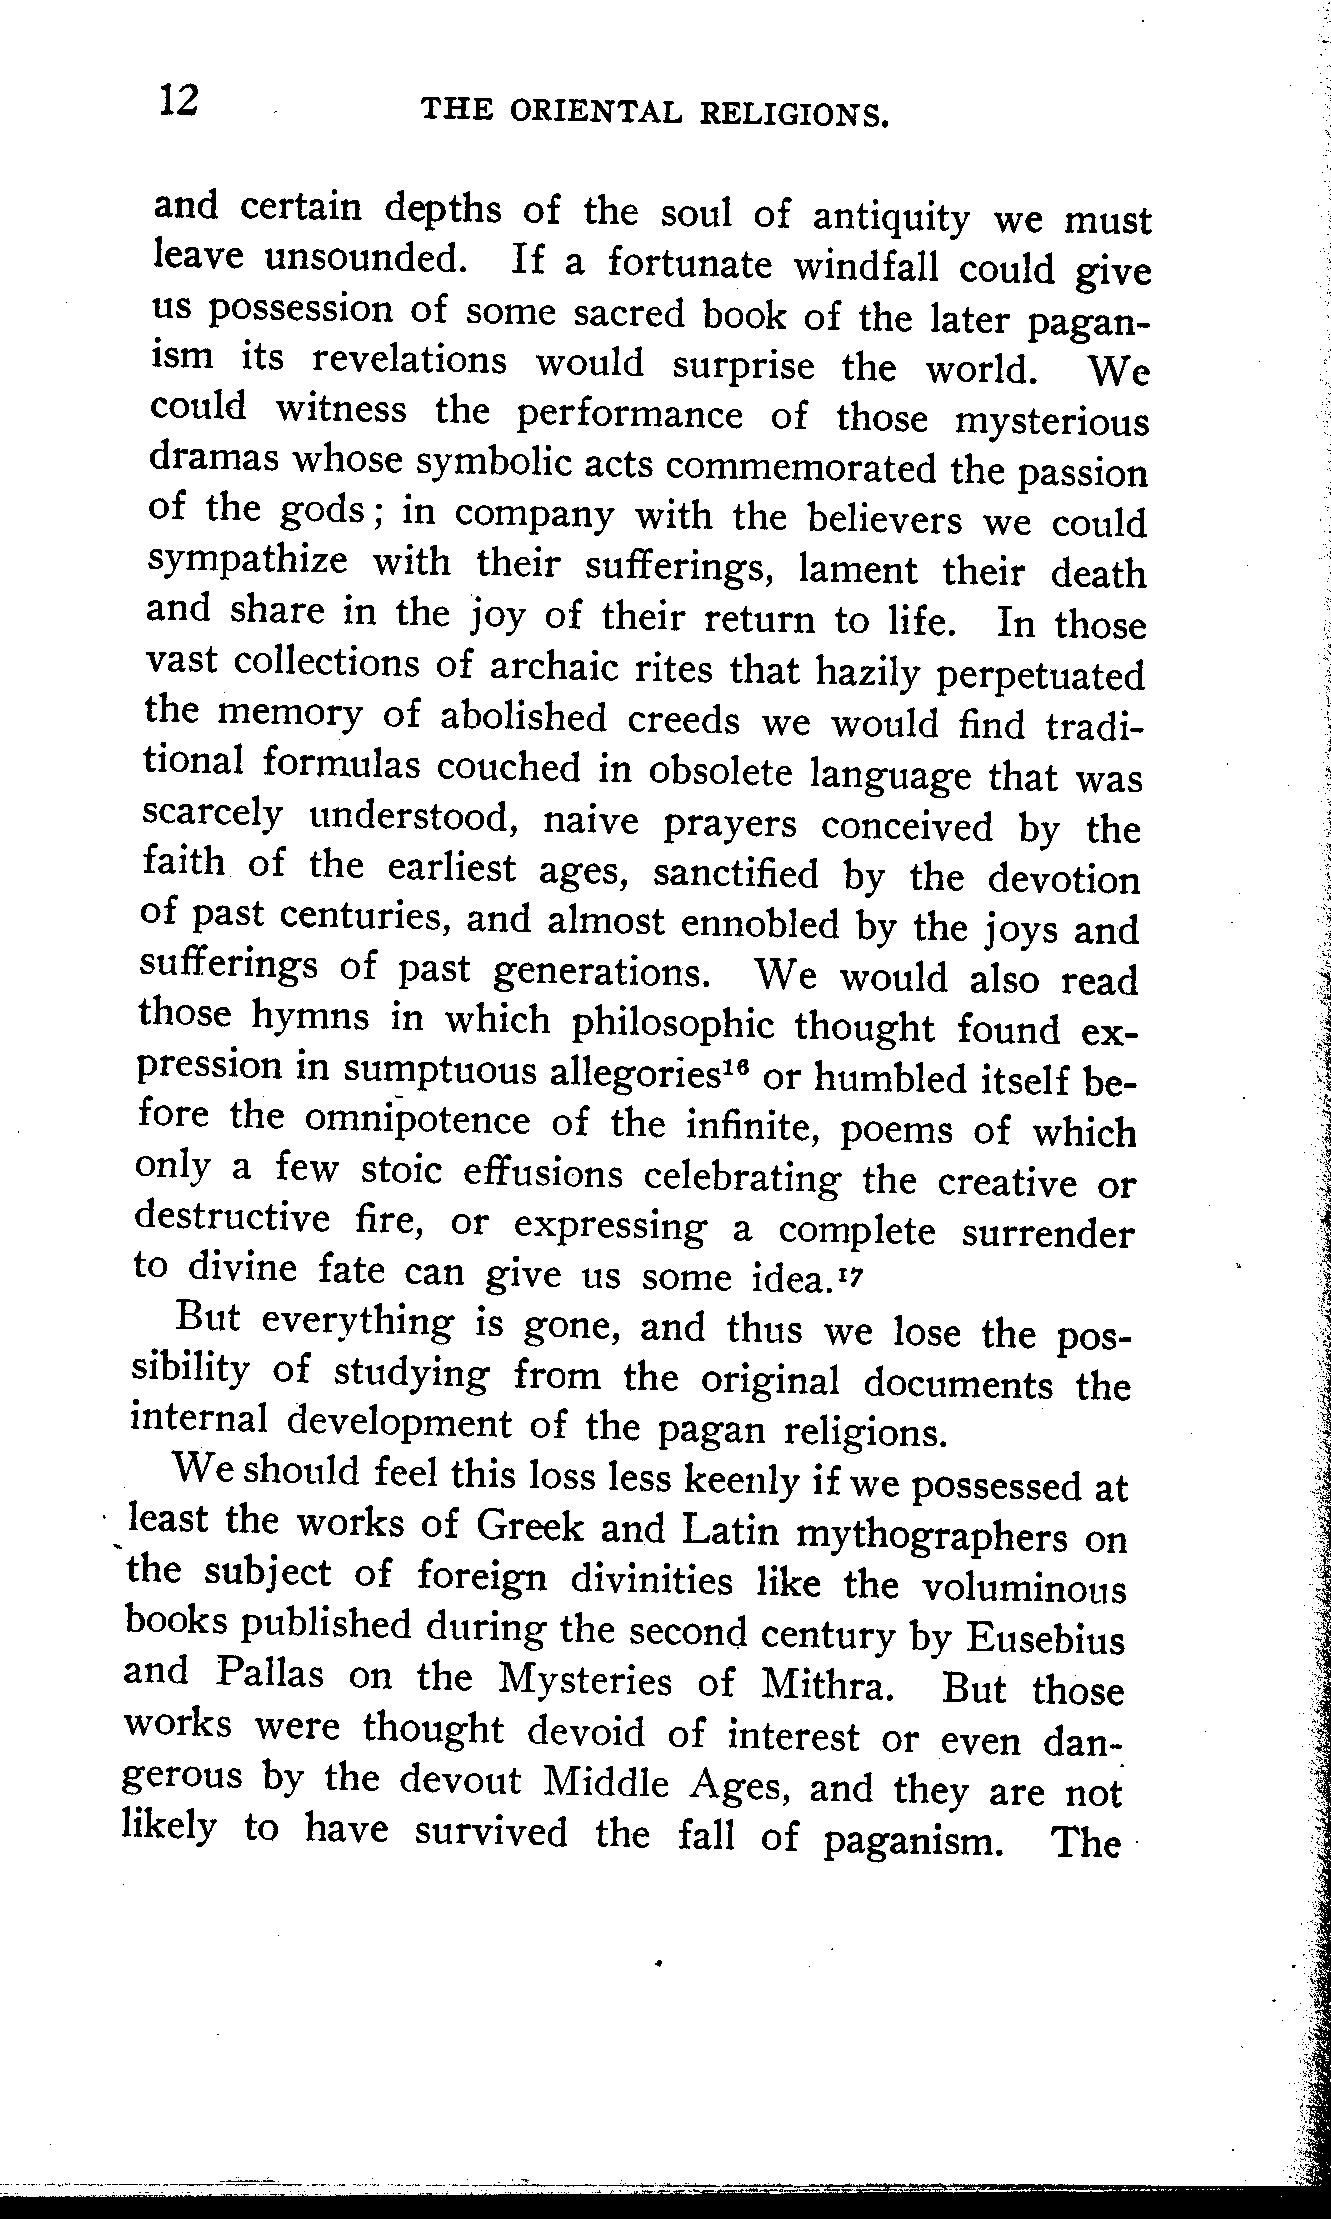 12 THE ORIENTAL RELIGIONS.
and certain depths of the soul of antiquity we must
leave unsounded. If a fortunate windfall could give
us possession of some sacred book of the later pagan-
ism its revelations would surprise the world. We
could witness the performance of those mysterious
dramas whose symbolic acts commemorated the passion
of the gods; in company with the believers we could
sympathize with their sufferings, lament their death
and share in the joy of their return to life. In those
vast collections of archaic rites that hazily perpetuated
the memory of abolished creeds we would find tradi-
tional formulas couched in obsolete language that was
scarcely understood, naive prayers conceived by the
faith of the earliest ages, sanctified by the devotion
of past centuries, and almost ennobled by the joys and
sufferings of past generations. We would also read
those hymns in which philosophic thought found ex-
pression in sumptuous allegories¹⁶ or humbled itself be-
fore the omnipotence of the infinite, poems of which
only a few stoic effusions celebrating the creative or
destructive fire, or expressing a complete surrender
to divine fate can give us some idea.¹⁷
But everything is gone, and thus we lose the pos-
sibility of studying from the original documents the
internal development of the pagan religions.
We should feel this loss less keenly if we possessed at
least the works of Greek and Latin mythographers on
the subject of foreign divinities like the voluminous
books published during the second century by Eusebius
and Pallas on the Mysteries of Mithra. But those
works were thought devoid of interest or even dan-
gerous by the devout Middle Ages, and they are not
likely to have survived the fall of paganism. The